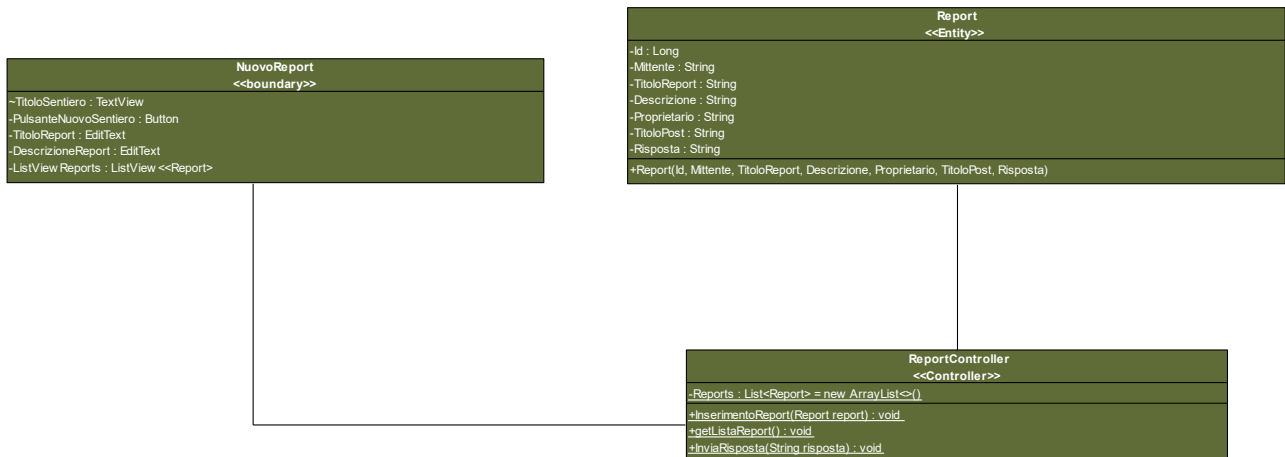 NuovoReport
<<boundary>>
~TitoloSentiero : TextView
-PulsanteNuovoSentiero : Button
-TitoloReport : EditText
-DescrizioneReport : EditText
-ListView Reports : ListView <<Report>
Report
<<Entity>>
-Id : Long
-Mittente : String
-TitoloReport : String
-Descrizione : String
-Proprietario : String
-TitoloPost : String
-Risposta : String
+Report(Id, Mittente, TitoloReport, Descrizione, Proprietario, TitoloPost, Risposta)
ReportController
<<Controller>>
-Reports : List<Report> = new ArrayList<>()
+InserimentoReport(Report report) : void
+getListaReport() : void
+InviaRisposta(String risposta) : void